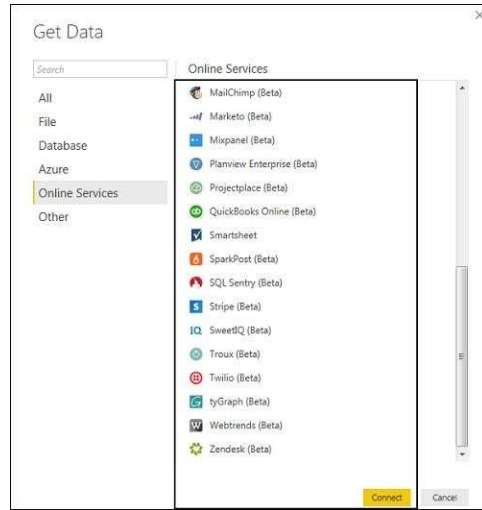 Get Data
Search
All
File
Database
Azure
Online Services
Other
Online Services
MailChimp (Beta)
Marketo (Beta)
Mixpanel (Beta)
Planview Enterprise (Beta)
Projectplace (Beta)
QuickBooks Online (Beta)
Smartsheet
SparkPost (Beta)
SQL Sentry (Beta)
Stripe (Beta)
SweetIQ (Beta)
Troux (Beta)
Twilio (Beta)
tyGraph (Beta)
Webtrends (Beta)
Zendesk (Beta)
Connect
Cancel